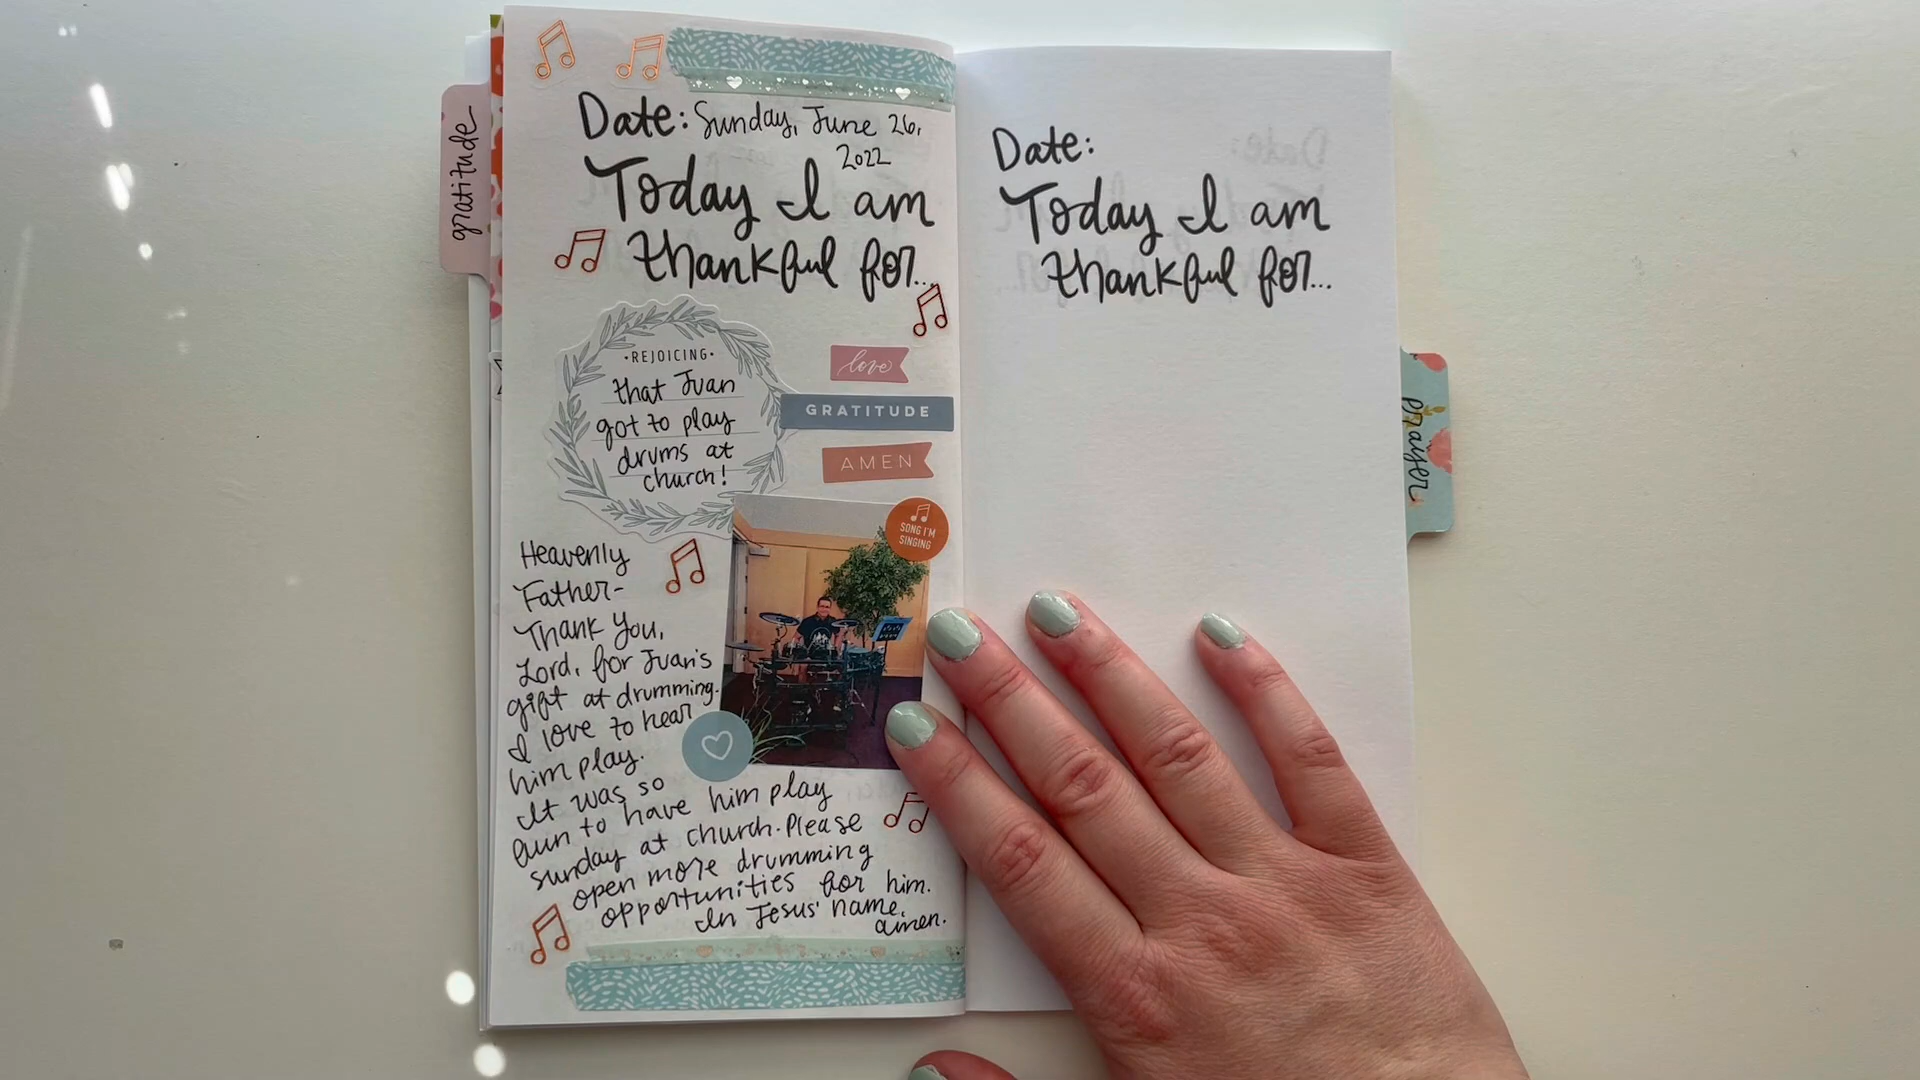 gratitude
Date: Sunday, June 26,
2022
Today I am
thankful for...
•REJOICING•
that Juan
got to play
drums at
church!
love
GRATITUDE
AMEN
SONG I'M
SINGING
Heavenly
Father-
Thank you,
Lord, for Juan's
gift at drumming.
I love to hear
him play.
It was so
fun to have him play
sunday at church. Please
open more drumming
opportunities for him.
In Jesus' name,
amen.
Date:
Today I am
thankful for...
prayer